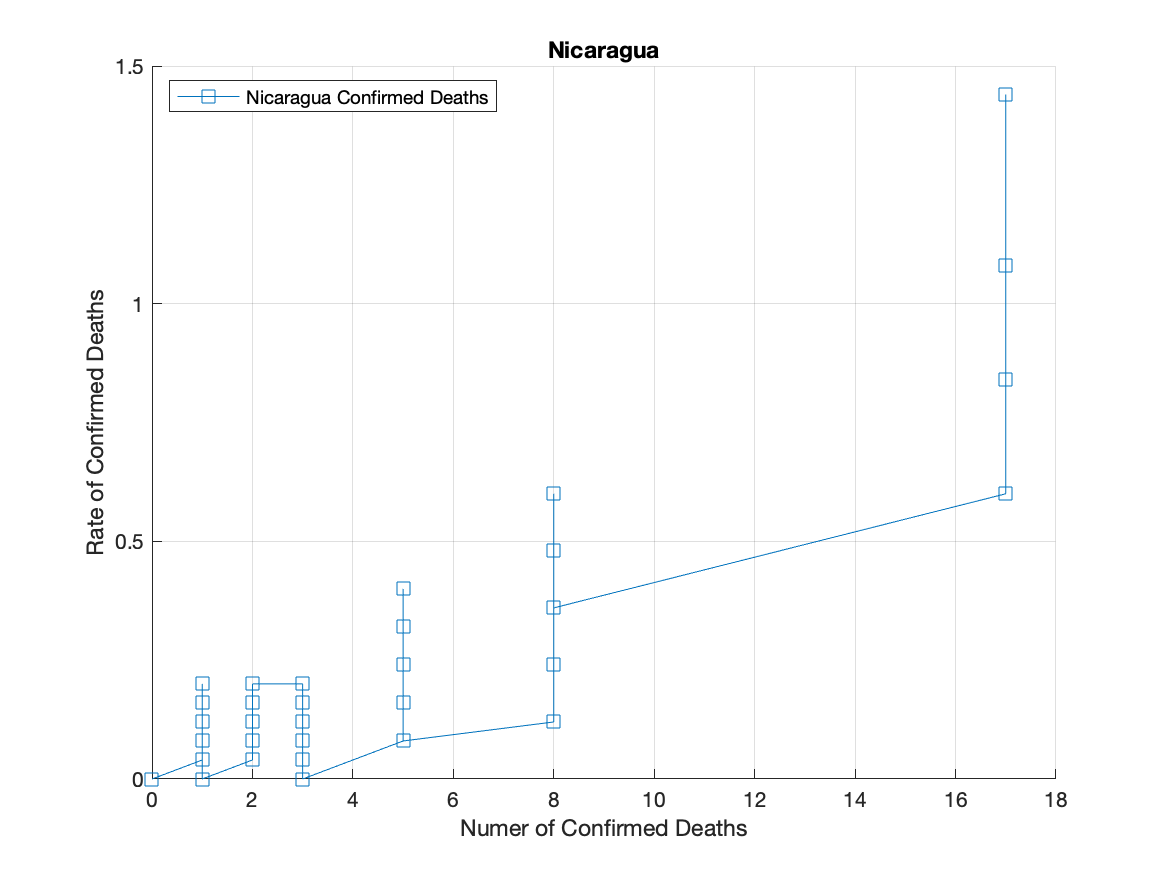 Nicaragua
1.5
Nicaragua Confirmed Deaths
1
0.5
0
Rate of Confirmed Deaths
0 2 4 6 8 10 12 14 16 18
Numer of Confirmed Deaths